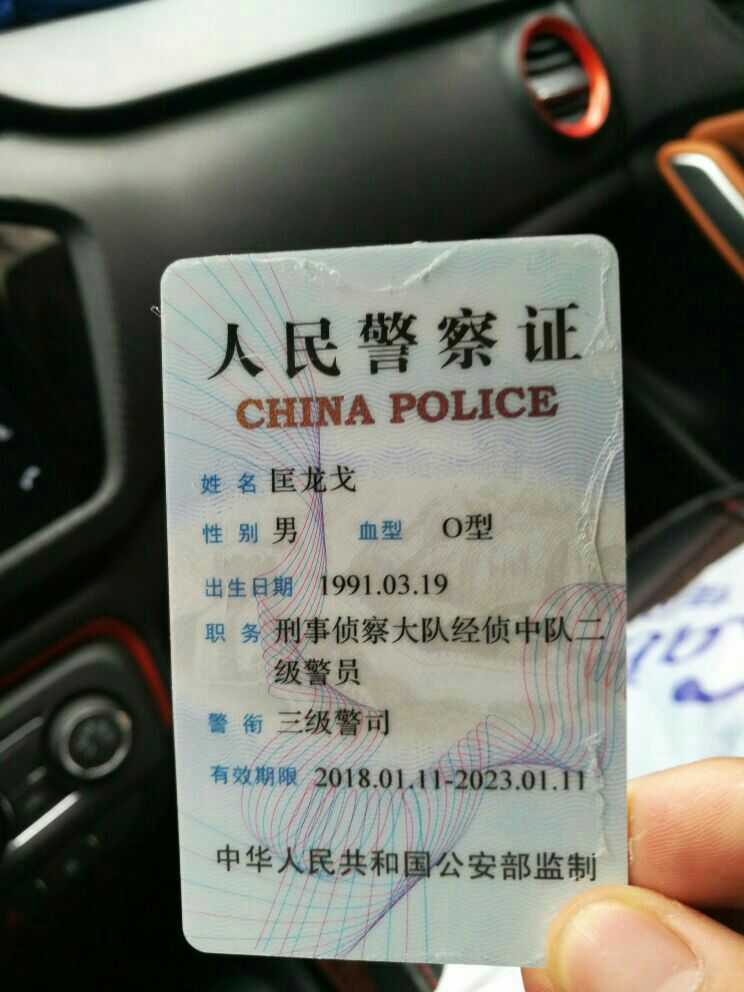 人民警察证
CHINA POLICE
姓名 匡龙戈
性别 男 血型 O型
出生日期 1991.03.19
职务 刑事侦察大队经侦中队二
级警员
警衔 三级警司
有效期限 2018.01.11-2023.01.11
中华人民共和国公安部监制